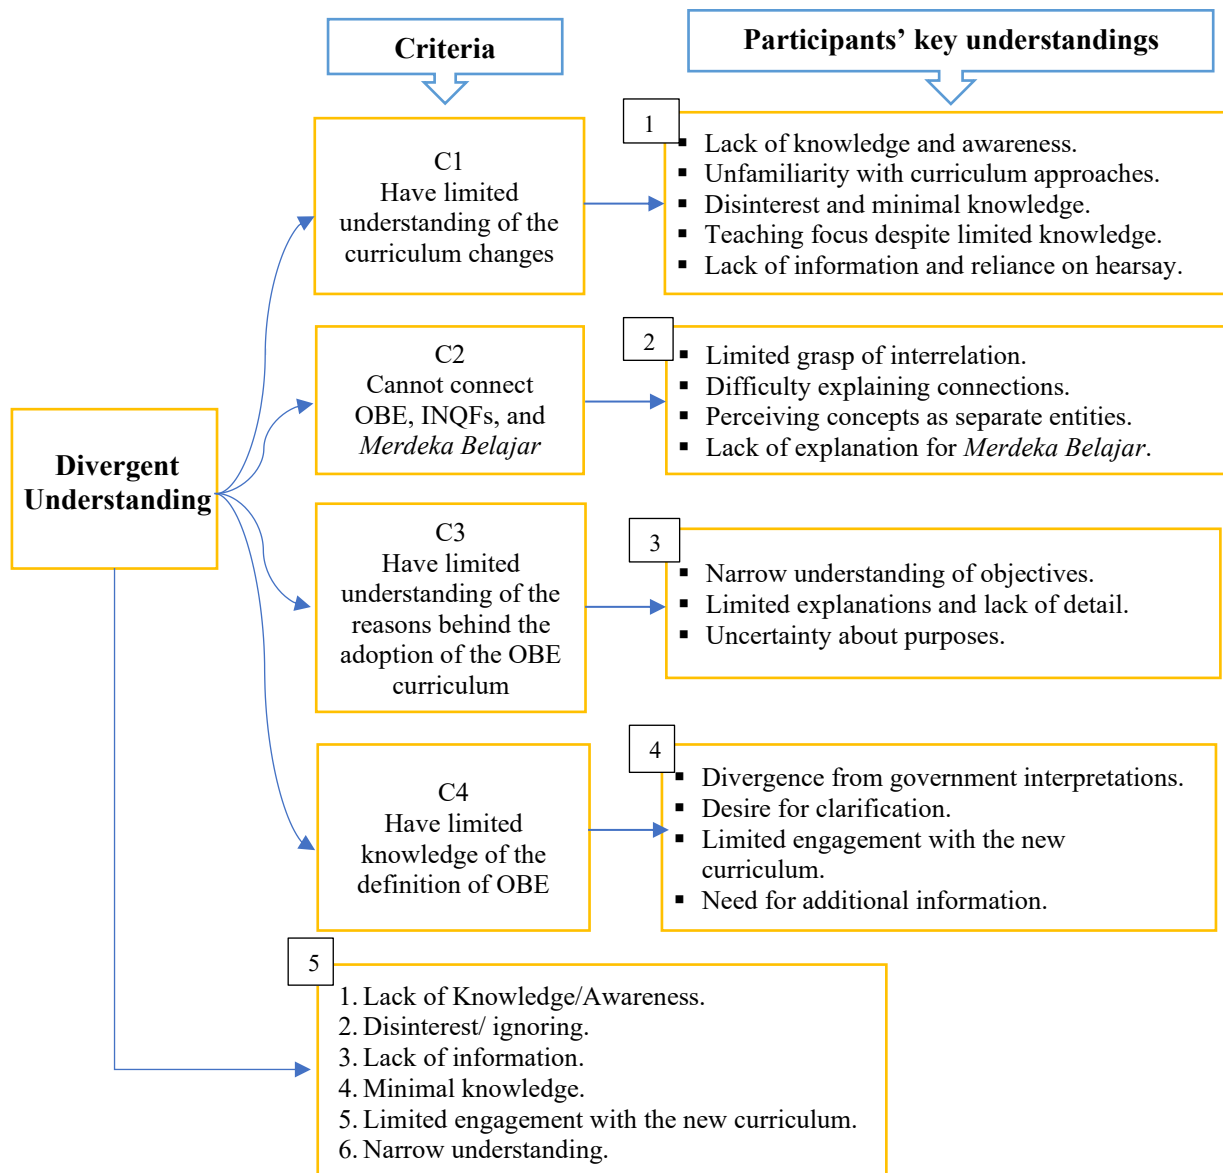 Criteria
Participants’ key understandings
Divergent
Understanding
C1
Have limited
understanding of the
curriculum changes
1
▪ Lack of knowledge and awareness.
▪ Unfamiliarity with curriculum approaches.
▪ Disinterest and minimal knowledge.
▪ Teaching focus despite limited knowledge.
▪ Lack of information and reliance on hearsay.
C2
Cannot connect
OBE, INQFs, and
Merdeka Belajar
2
▪ Limited grasp of interrelation.
▪ Difficulty explaining connections.
▪ Perceiving concepts as separate entities.
▪ Lack of explanation for Merdeka Belajar.
C3
Have limited
understanding of the
reasons behind the
adoption of the OBE
curriculum
3
▪ Narrow understanding of objectives.
▪ Limited explanations and lack of detail.
▪ Uncertainty about purposes.
C4
Have limited
knowledge of the
definition of OBE
4
▪ Divergence from government interpretations.
▪ Desire for clarification.
▪ Limited engagement with the new
curriculum.
▪ Need for additional information.
5
1. Lack of Knowledge/Awareness.
2. Disinterest/ ignoring.
3. Lack of information.
4. Minimal knowledge.
5. Limited engagement with the new curriculum.
6. Narrow understanding.